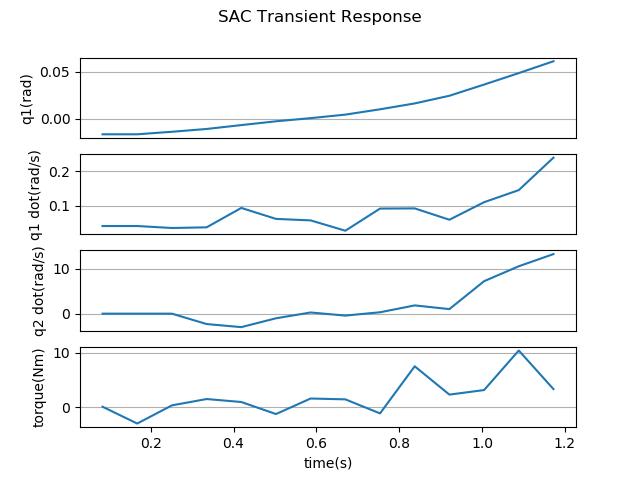 SAC Transient Response
q1(rad)
0.05
0.00
q1 dot(rad/s)
0.2
0.1
q2 dot(rad/s)
10
0
torque(Nm)
10
0
0.2 0.4 0.6 0.8 1.0 1.2
time(s)